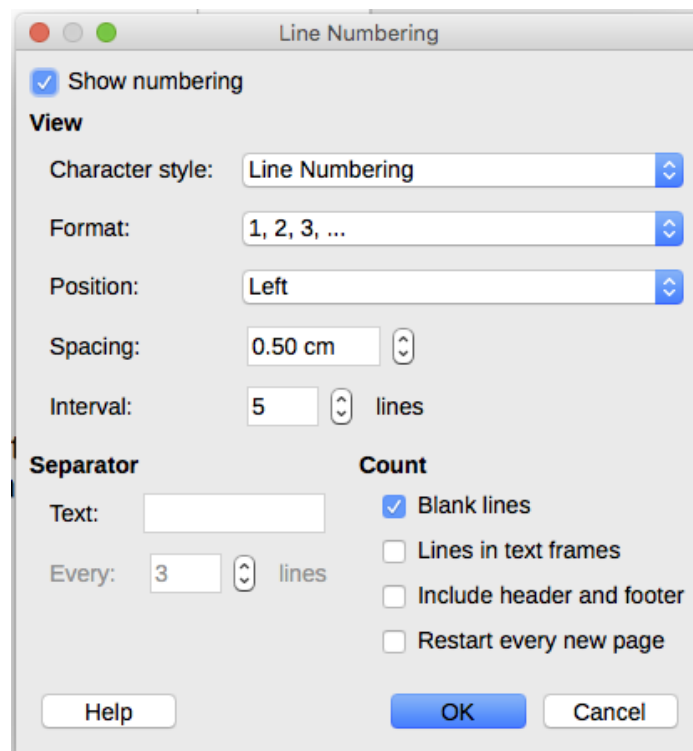 Line Numbering
Show numbering
View
Character style: Line Numbering
Format: 1, 2, 3, ...
Position: Left
Spacing: 0.50 cm
Interval: 5 lines
Separator
Text:
Every: 3 lines
Count
Blank lines
Lines in text frames
Include header and footer
Restart every new page
Help OK Cancel